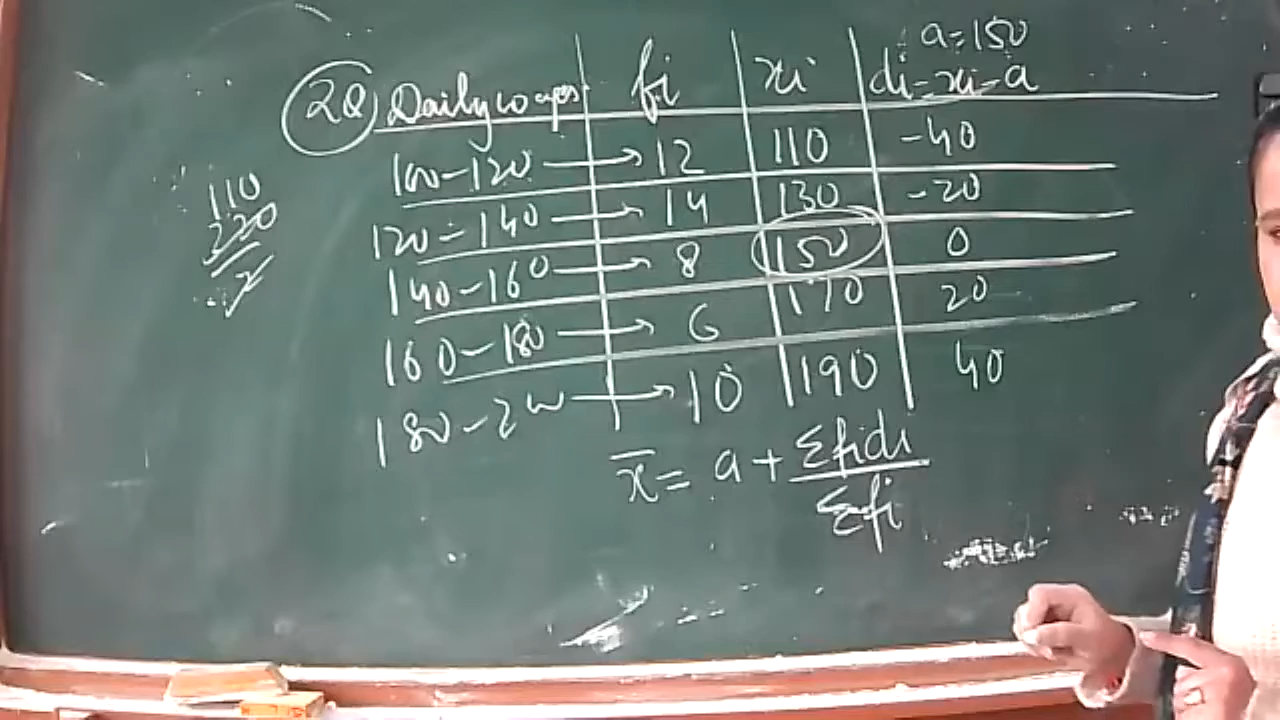 a=150
2Q Daily wages fi xi di=xi-a
100-120 → 12 110 -40
120-140 → 14 130 -20
140-160 → 8 150 0
160-180 → 6 170 20
180-200 → 10 190 40
110
220
2
x̄ = a + Σfidi
Σfi